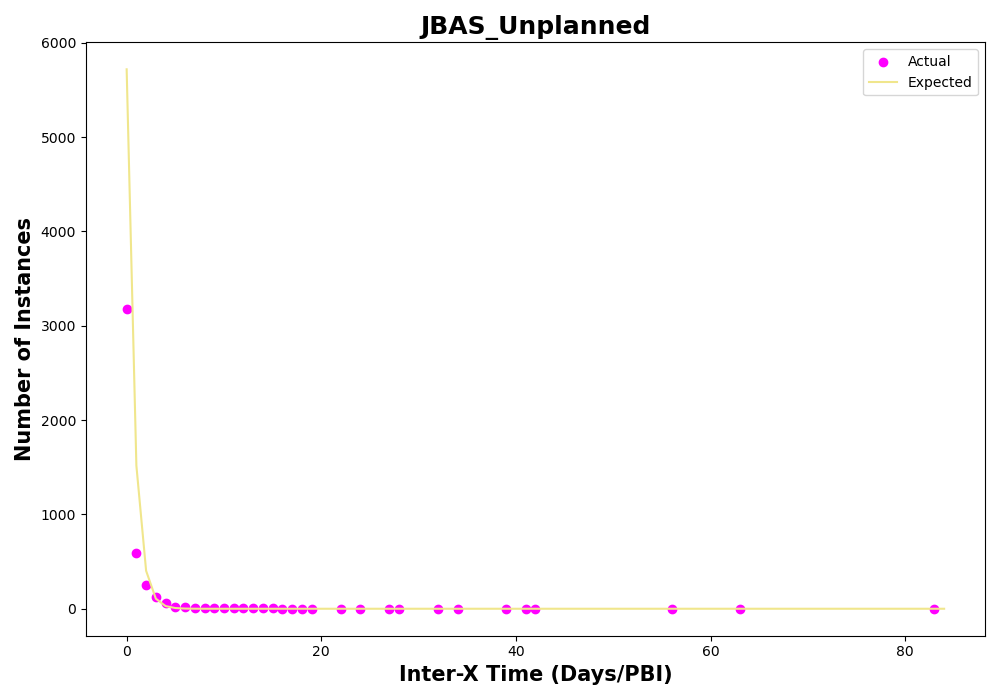 JBAS_Unplanned
Actual
Expected
6000
5000
4000
3000
2000
1000
0
Number of Instances
0 20 40 60 80
Inter-X Time (Days/PBI)